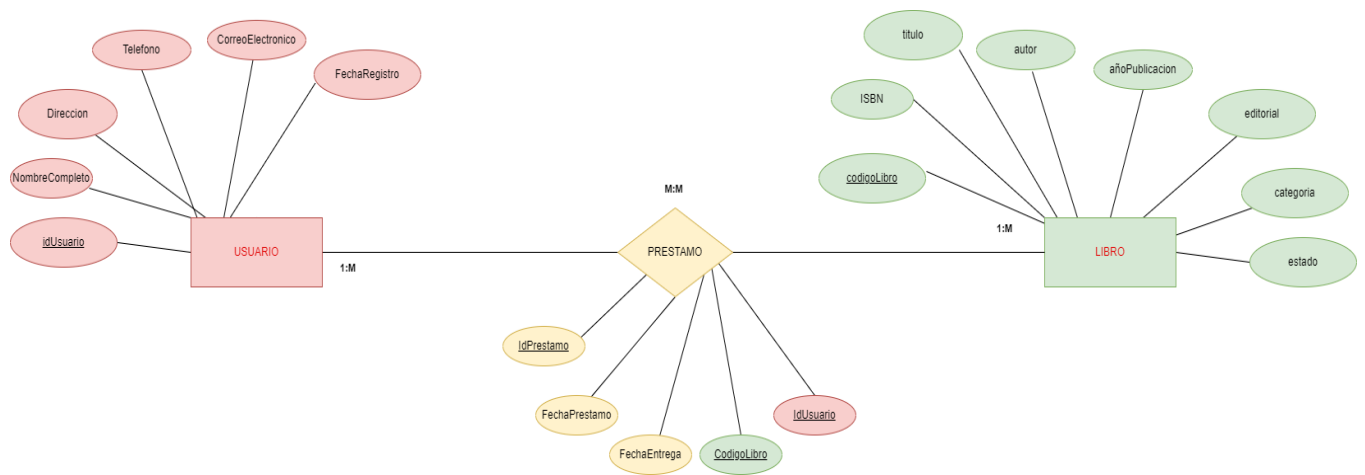 CorreoElectronico
titulo
autor
Telefono
añoPublicacion
FechaRegistro
ISBN
Direccion
editorial
NombreCompleto
codigoLibro
M:M
categoria
idUsuario
1:M
USUARIO
PRESTAMO
LIBRO
estado
1:M
IdPrestamo
FechaPrestamo
IdUsuario
FechaEntrega
CodigoLibro